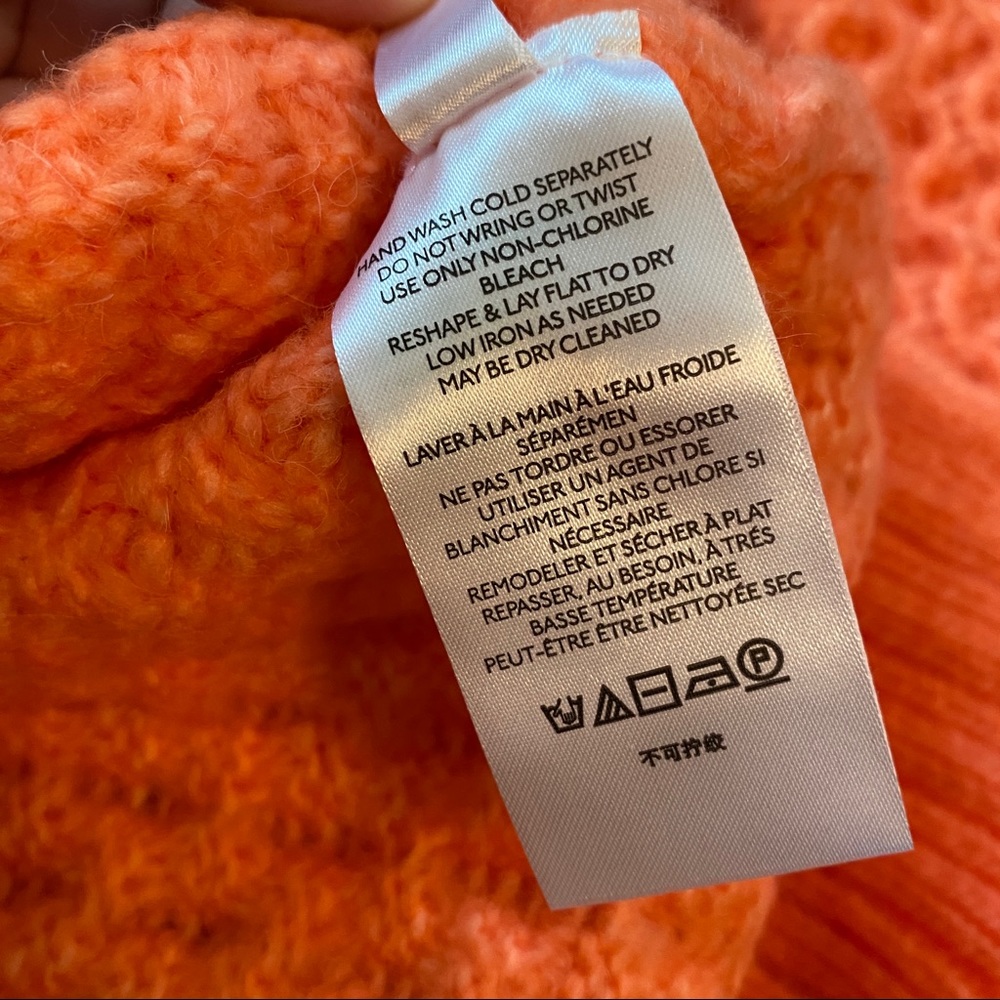 HAND WASH COLD SEPARATELY
DO NOT WRING OR TWIST
USE ONLY NON-CHLORINE
BLEACH
RESHAPE & LAY FLAT TO DRY
LOW IRON AS NEEDED
MAY BE DRY CLEANED
LAVER À LA MAIN À L'EAU FROIDE
SÉPARÉMEN
NE PAS TORDRE OU ESSORER
UTILISER UN AGENT DE
BLANCHIMENT SANS CHLORE SI
NÉCESSAIRE
REMODELER ET SÉCHER À PLAT
REPASSER, AU BESOIN, À TRÉS
BASSE TEMPÉRATURE
PEUT-ÊTRE ÊTRE NETTOYÉE SEC
P
不可拧绞